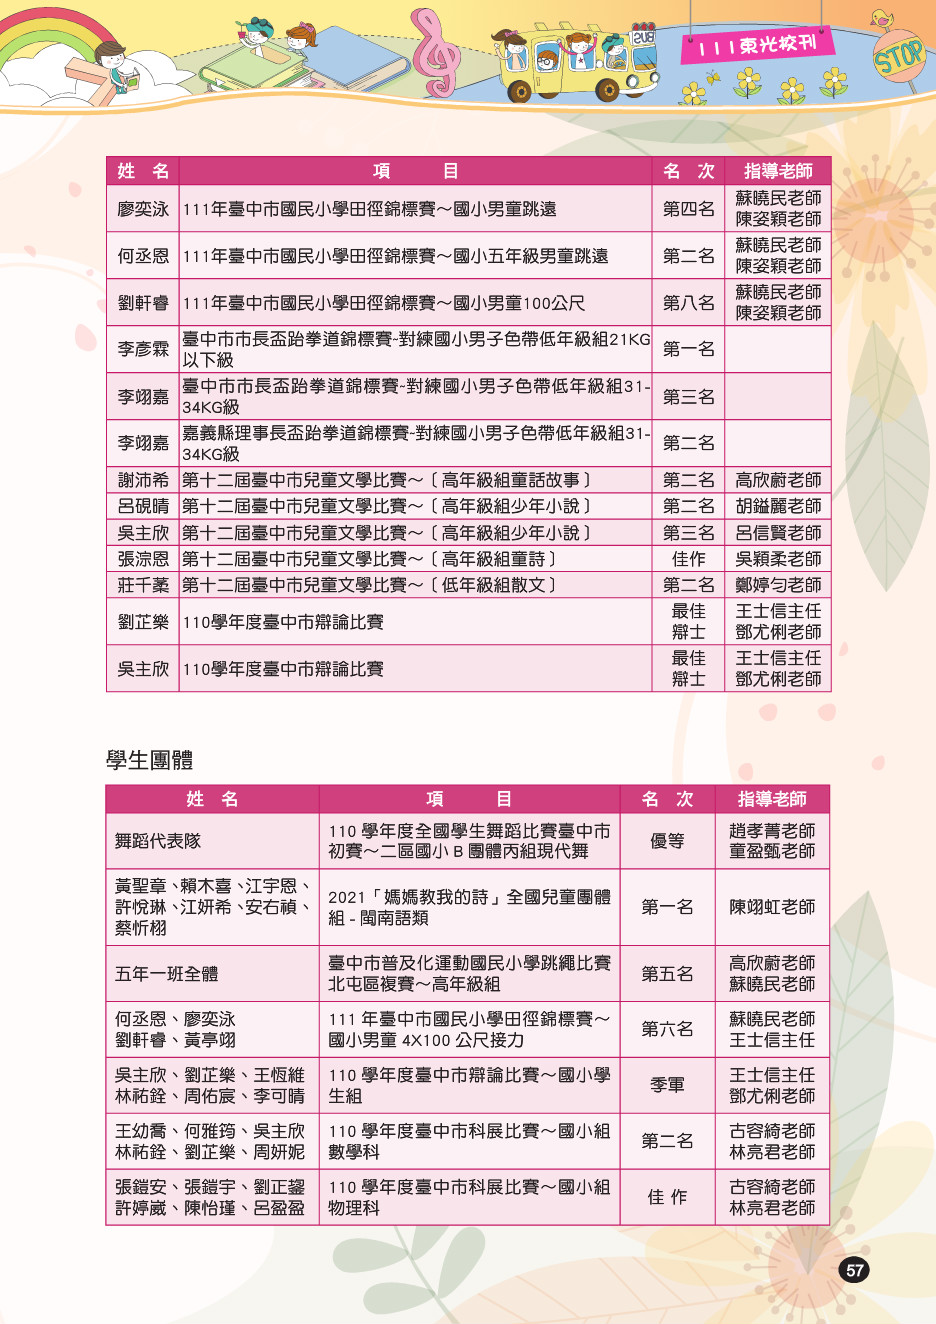 BUS
111東光校刊
STOP
姓 名 項 目 名 次 指導老師
廖奕泳 111年臺中市國民小學田徑錦標賽～國小男童跳遠 第四名 蘇曉民老師
陳姿穎老師
何丞恩 111年臺中市國民小學田徑錦標賽～國小五年級男童跳遠 第二名 蘇曉民老師
陳姿穎老師
劉軒睿 111年臺中市國民小學田徑錦標賽～國小男童100公尺 第八名 蘇曉民老師
陳姿穎老師
李彥霖 臺中市市長盃跆拳道錦標賽~對練國小男子色帶低年級組21KG
以下級 第一名
李翊嘉 臺中市市長盃跆拳道錦標賽~對練國小男子色帶低年級組31-
34KG級 第三名
李翊嘉 嘉義縣理事長盃跆拳道錦標賽~對練國小男子色帶低年級組31-
34KG級 第二名
謝沛希 第十二屆臺中市兒童文學比賽～〔高年級組童話故事〕 第二名 高欣蔚老師
呂硯晴 第十二屆臺中市兒童文學比賽～〔高年級組少年小說〕 第二名 胡鎰麗老師
吳主欣 第十二屆臺中市兒童文學比賽～〔高年級組少年小說〕 第三名 呂信賢老師
張淙恩 第十二屆臺中市兒童文學比賽～〔高年級組童詩〕 佳作 吳穎柔老師
莊千蕠 第十二屆臺中市兒童文學比賽～〔低年級組散文〕 第二名 鄭婷勻老師
劉芷樂 110學年度臺中市辯論比賽 最佳
辯士 王士信主任
鄧尤俐老師
吳主欣 110學年度臺中市辯論比賽 最佳
辯士 王士信主任
鄧尤俐老師
學生團體
姓 名 項 目 名 次 指導老師
舞蹈代表隊 110 學年度全國學生舞蹈比賽臺中市
初賽～二區國小 B 團體丙組現代舞 優等 趙孝菁老師
童盈甄老師
黃聖章、賴木喜、江宇恩、
許悅琳、江妍希、安右禎、
蔡忻栩 2021「媽媽教我的詩」全國兒童團體
組 - 閩南語類 第一名 陳翊虹老師
五年一班全體 臺中市普及化運動國民小學跳繩比賽
北屯區複賽～高年級組 第五名 高欣蔚老師
蘇曉民老師
何丞恩、廖奕泳
劉軒睿、黃亭翊 111 年臺中市國民小學田徑錦標賽～
國小男童 4X100 公尺接力 第六名 蘇曉民老師
王士信主任
吳主欣、劉芷樂、王恆維
林祐銓、周佑宸、李可晴 110 學年度臺中市辯論比賽～國小學
生組 季軍 王士信主任
鄧尤俐老師
王幼喬、何雅筠、吳主欣
林祐銓、劉芷樂、周妍妮 110 學年度臺中市科展比賽～國小組
數學科 第二名 古容綺老師
林亮君老師
張鎧安、張鎧宇、劉正鋆
許婷崴、陳怡瑾、呂盈盈 110 學年度臺中市科展比賽～國小組
物理科 佳 作 古容綺老師
林亮君老師
57